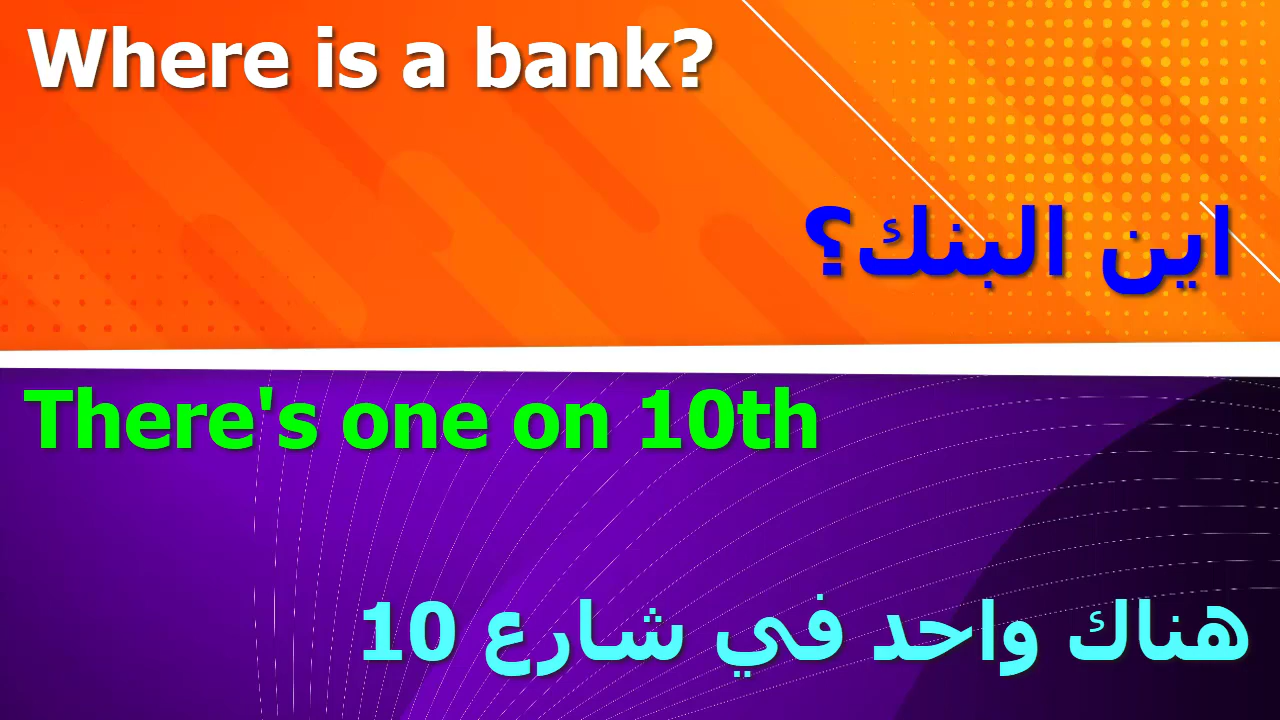 Where is a bank?
اين البنك؟
There's one on 10th
هناك واحد في شارع 10